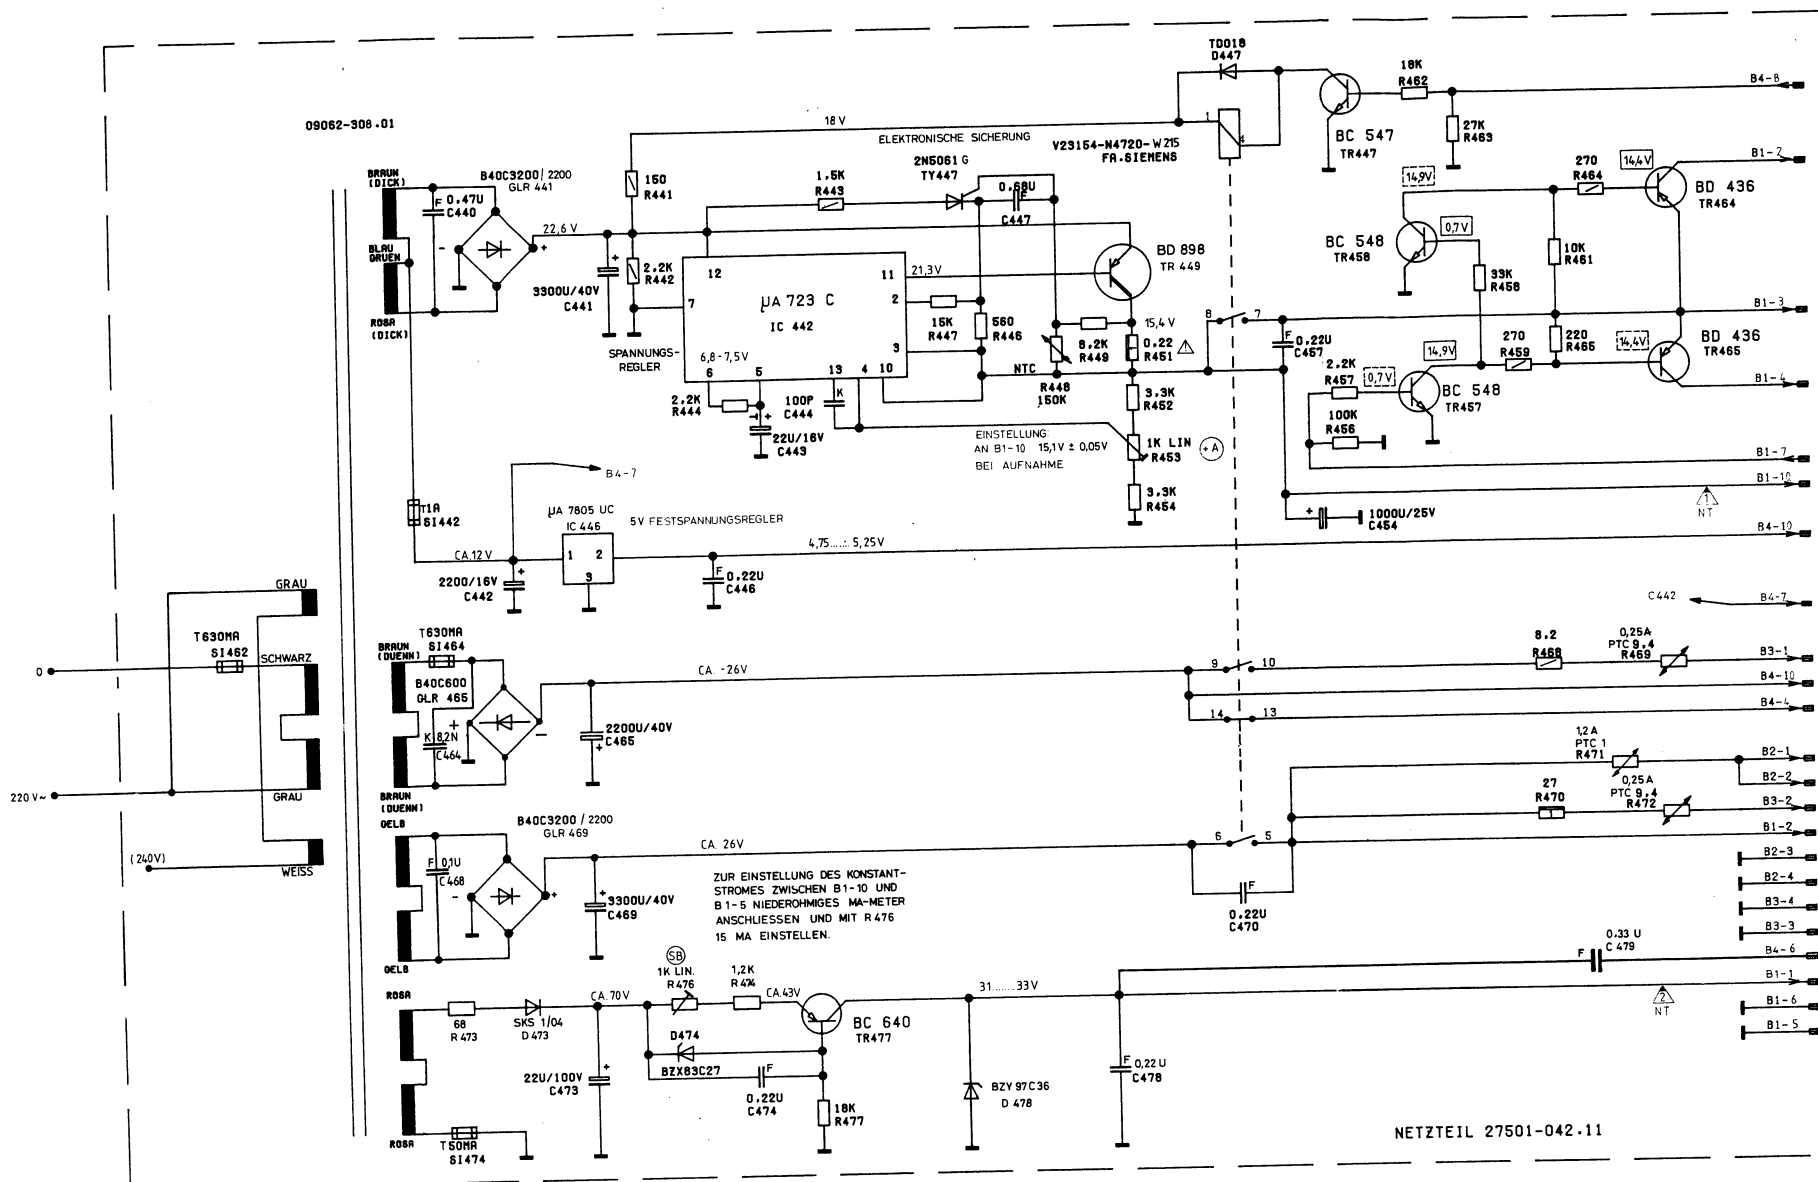 09062-308.01
BRAUN
(DICK)
BLAU
GRUEN
ROSA
(DICK)
F 0.47U
C440
B40C3200/2200
GLR 441
-
+
22,6 V
3300U/40V
C441
+
150
R441
2.2K
R442
18V
ELEKTRONISCHE SICHERUNG
1.5K
R443
2N5061 G
TY447
0.68U
F
C447
µA 723 C
IC 442
12
11
7
2
3
6,8-7,5V
6
5
13
4
10
SPANNUNGS-
REGLER
21,3V
15K
R447
560
R446
BD 898
TR 449
8.2K
R449
15,4 V
0.22
R451
NTC
R448
150K
2.2K
R444
22U/16V
C443
+
100P
C444
K
3.3K
R452
1K LIN
R453
+A
3.3K
R454
EINSTELLUNG
AN B1-10 15,1V ± 0,05V
BEI AUFNAHME
TD018
D447
1
4
V23154-N4720-W215
FA.SIEMENS
BC 547
TR447
18K
R462
27K
R463
B4-8
14,9V
BC 548
TR458
0,7V
33K
R458
270
R464
14,4V
BD 436
TR464
B1-2
10K
R461
B1-3
8
7
F
0.22U
C457
2.2K
R457
0,7V
14,9V
BC 548
TR457
270
R459
220
R465
14,4V
BD 436
TR465
B1-4
100K
R456
B1-7
B1-10
1
NT
+
1000U/25V
C454
B4-7
T1A
SI442
µA 7805 UC
IC 446
5V FESTSPANNUNGSREGLER
1
2
3
CA.12V
+
2200/16V
C442
4,75.....5,25V
F
0.22U
C446
B4-10
C442
B4-7
GRAU
T630MA
SI462
SCHWARZ
0
220 V~
GRAU
(240V)
WEISS
BRAUN
(DUENN)
T630MA
SI464
B40C600
GLR 465
K 8,2N
C464
+
-
BRAUN
(DUENN)
CA. -26V
2200U/40V
C465
+
9
10
14
13
8.2
R468
0,25A
PTC 9.4
R469
B3-1
B4-10
B4-4
1,2A
PTC 1
R471
B2-1
B2-2
27
R470
1
0,25A
PTC 9.4
R472
B3-2
B1-2
GELB
B40C3200 / 2200
GLR 469
F 0,1U
C468
-
+
GELB
CA. 26V
+
3300U/40V
C469
ZUR EINSTELLUNG DES KONSTANT-
STROMES ZWISCHEN B1-10 UND
B1-5 NIEDEROHMIGES MA-METER
ANSCHLIESSEN UND MIT R476
15 MA EINSTELLEN.
6
5
F
0.22U
C470
B2-3
B2-4
B3-4
B3-3
0.33 U
F
C 479
B4-6
B1-1
2
NT
B1-6
B1-5
ROSA
68
R473
SKS 1/04
D 473
CA.70V
+
22U/100V
C473
SB
1K LIN.
R476
1,2K
R474
CA.43V
BC 640
TR477
D474
BZX83C27
F
0.22U
C474
18K
R477
31........33V
BZY 97C36
D 478
F 0,22U
C478
ROSA
T50MA
SI474
NETZTEIL 27501-042.11